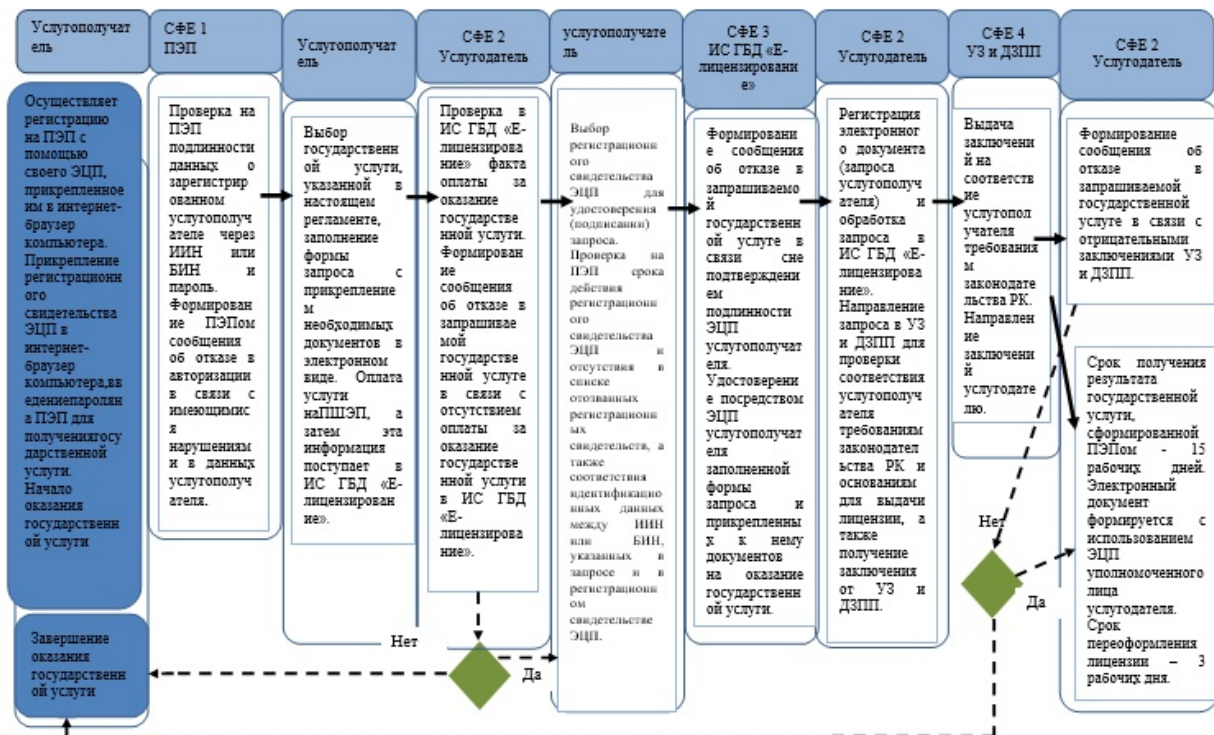 Услугополучат
ель
Осуществляет
регистрацию
на ПЭП с
помощью
своего ЭЦП,
прикрепленное
им в интернет-
браузер
компьютера.
Прикрепление
регистрационн
ого
свидетельства
ЭЦП в
интернет-
браузер
компьютера,вв
едениепаролян
а ПЭП для
полученигосу
дарственной
услуги.
Начало
оказания
государственн
ой услуги
Завершение
оказания
государственн
ой услуги
СФЕ 1
ПЭП
Проверка на
ПЭП
подлинности
данных о
зарегистрир
ованном
услугополуч
ателе через
ИИН или
БИН и
пароль.
Формирован
ие ПЭПом
сообщения
об отказе в
авторизации
в связи с
имеющимис
я
нарушениям
и в данных
услугополуч
ателя.
Услугополучат
ель
Выбор
государственн
ой услуги,
указанной в
настоящем
регламенте,
заполнение
формы
запроса с
прикрепление
м
необходимых
документов в
электронном
виде. Оплата
услуги
наПШЭП, а
затем эта
информация
поступает в
ИС ГБД «Е-
лицензирован
ие».
СФЕ 2
Услугодатель
Проверка в
ИС ГБД «Е-
лицензирова
ние» факта
оплаты за
оказание
государстве
нной услуги.
Формирован
ие
сообщения
об отказе в
запрашивае
мой
государстве
нной услуге
в связи с
отсутствием
оплаты за
оказание
государстве
нной услуги
в ИС ГБД
«Е-
лицензирова
ние».
Нет
Да
услугополучате
ль
Выбор
регистрационн
ого
свидетельства
ЭЦП для
удостоверения
(подписании)
запроса.
Проверка на
ПЭП срока
действия
регистрационн
ого
свидетельства
ЭЦП и
отсутствия в
списке
отозванных
регистрационн
ых
свидетельств, а
также
соответствия
идентификацио
нных данных
между ИИН
или БИН,
указанных в
запросе и в
регистрационн
ом
свидетельстве
ЭЦП.
СФЕ 3
ИС ГБД «Е-
лицензировани
е»
Формировани
е сообщения
об отказе в
запрашиваемо
й
государственн
ой услуге в
связи сне
подтверждени
ем
подлинности
ЭЦП
услугополучат
еля.
Удостоверени
е посредством
ЭЦП
услугополучат
еля
заполненной
формы
запроса и
прикрепленны
х к нему
документов
на оказание
государственн
ой услуги.
СФЕ 2
Услугодатель
Регистрация
электронног
о документа
(запроса
услугополуч
ателя) и
обработка
запроса в
ИС ГБД «Е-
лицензирова
ние».
Направление
запроса в УЗ
и ДЗПП для
проверки
соответствия
услугополуч
ателя
требованиям
законодател
ьства РК и
основаниям
для выдачи
лицензии, а
также
получение
заключения
от УЗ и
ДЗПП.
СФЕ 4
УЗ и ДЗПП
Выдача
заключени
й на
соответств
ие
услугопол
учателя
требования
м
законодате
льства РК.
Направлен
ие
заключени
й
услугодате
лю.
Нет
Да
СФЕ 2
Услугодатель
Формирование
сообщения об
отказе в
запрашиваемой
государственной
услуге в связи с
отрицательными
заключениями УЗ
и ДЗПП.
Срок получения
результата
государственной
услуги,
сформированной
ПЭПом - 15
рабочих дней.
Электронный
документ
формируется с
использованием
ЭЦП
уполномоченного
лица
услугодателя.
Срок
переоформления
лицензии – 3
рабочих дня.